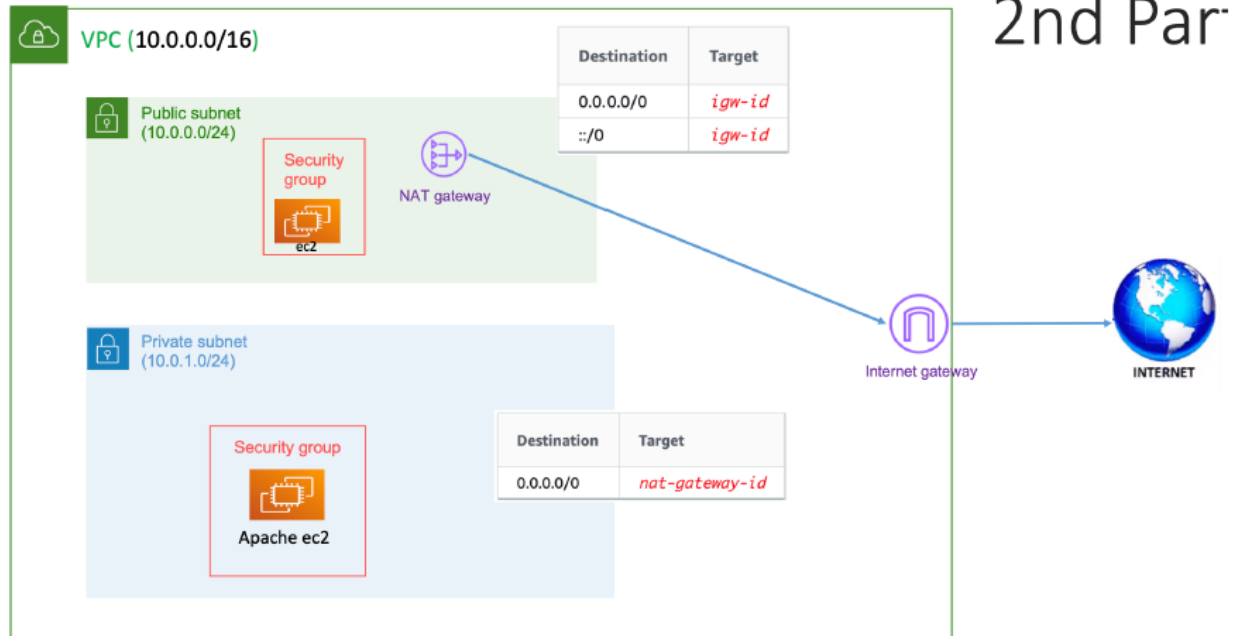 2nd Par
VPC (10.0.0.0/16)
Destination Target
0.0.0.0/0 igw-id
::/0 igw-id
Public subnet
(10.0.0.0/24)
Security
group
ec2
NAT gateway
Internet gateway
INTERNET
Private subnet
(10.0.1.0/24)
Security group
Apache ec2
Destination Target
0.0.0.0/0 nat-gateway-id